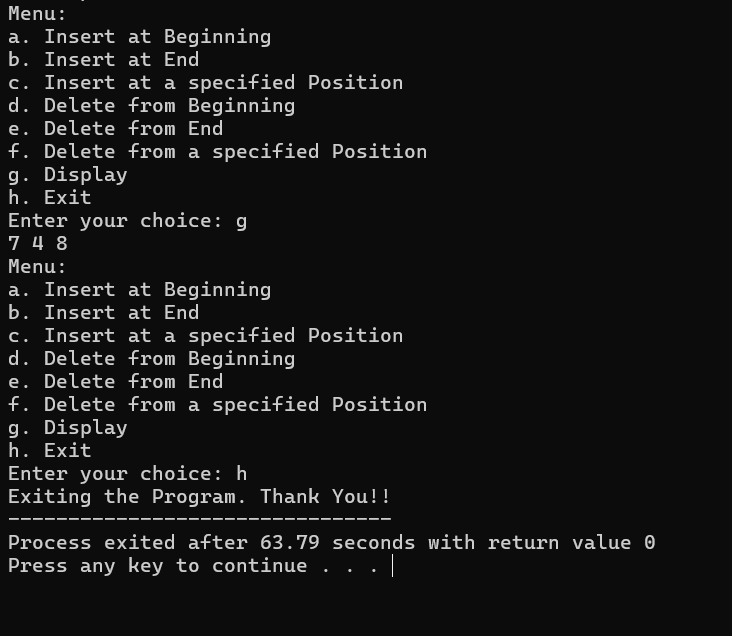 Menu:
a. Insert at Beginning
b. Insert at End
c. Insert at a specified Position
d. Delete from Beginning
e. Delete from End
f. Delete from a specified Position
g. Display
h. Exit
Enter your choice: g
7 4 8
Menu:
a. Insert at Beginning
b. Insert at End
c. Insert at a specified Position
d. Delete from Beginning
e. Delete from End
f. Delete from a specified Position
g. Display
h. Exit
Enter your choice: h
Exiting the Program. Thank You!!
--------------------------------
Process exited after 63.79 seconds with return value 0
Press any key to continue . . .